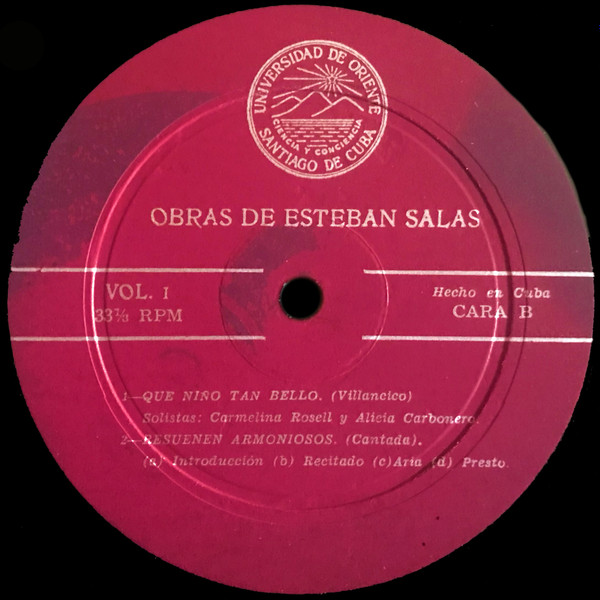 UNIVERSIDAD DE ORIENTE
CIENCIA Y CONCIENCIA
SANTIAGO DE CUBA
OBRAS DE ESTEBAN SALAS
VOL. I
33⅓ RPM
Hecho en Cuba
CARA B
1—QUE NIÑO TAN BELLO. (Villancico)
Solistas: Carmelina Rosell y Alicia Carbonero.
2—RESUENEN ARMONIOSOS. (Cantada).
(a) Introducción (b) Recitado (c)Aria (d) Presto.